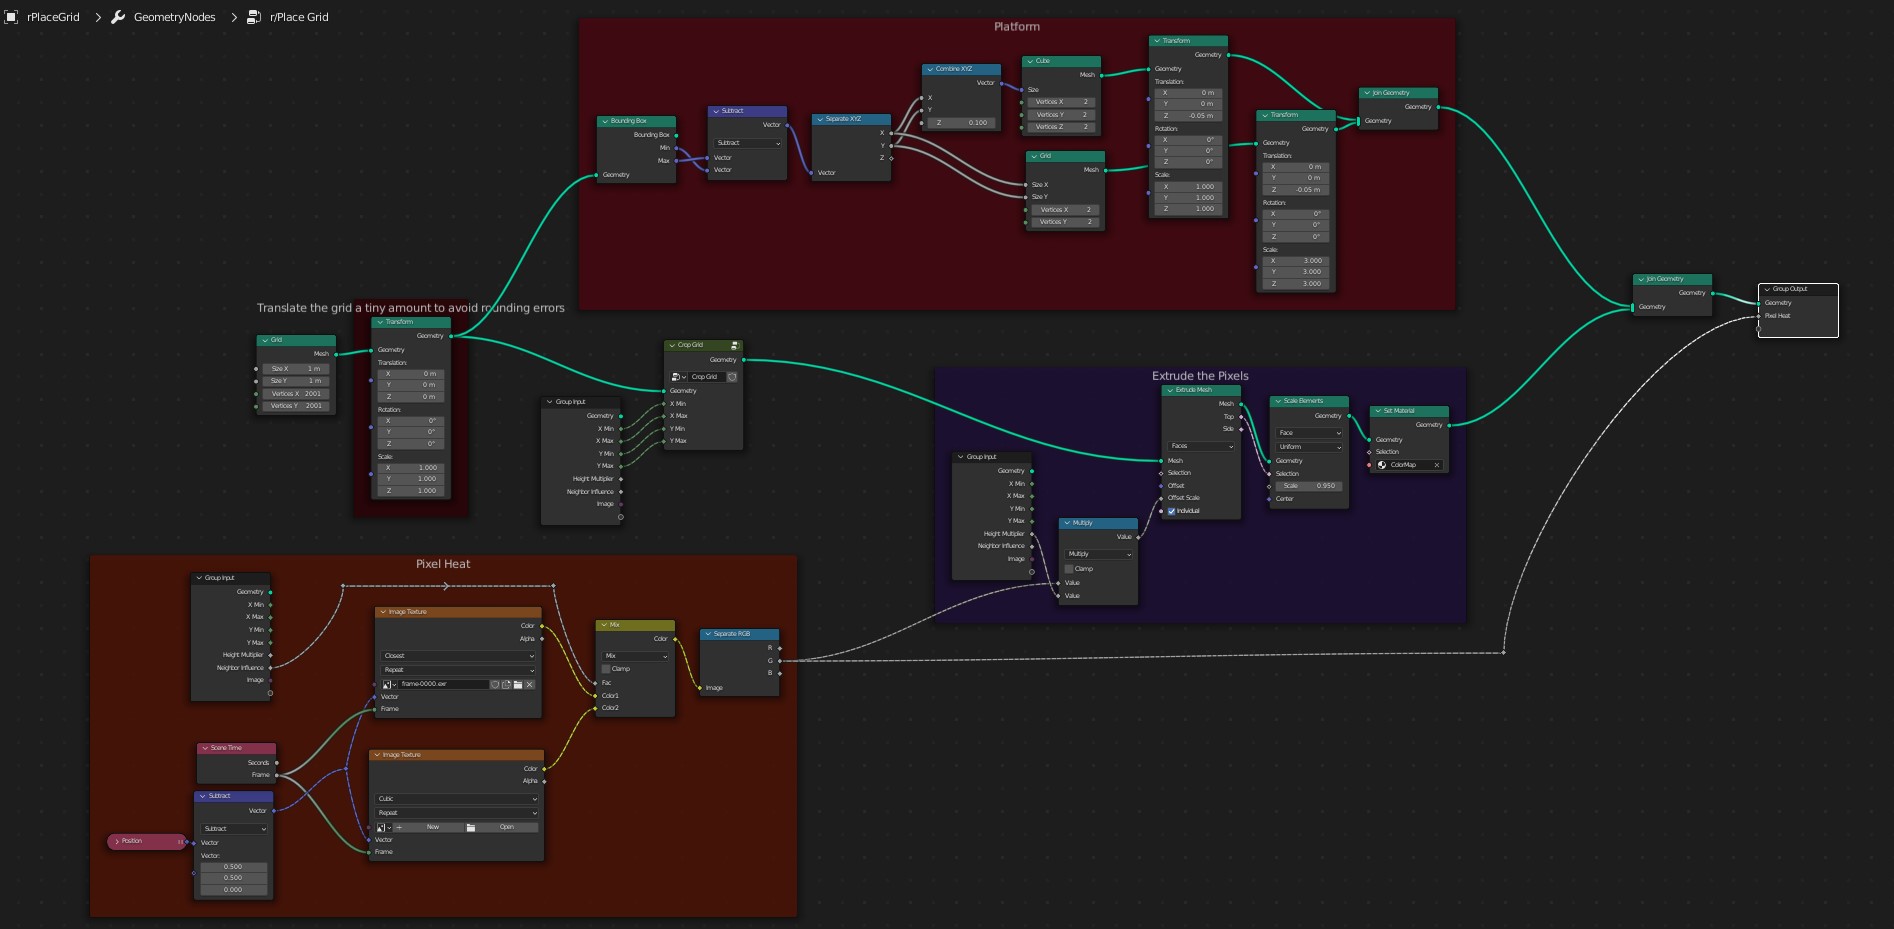 rPlaceGrid > GeometryNodes > r/Place Grid
Platform
Bounding Box
Bounding Box
Min
Max
Geometry
Subtract
Vector
Subtract
Vector
Vector
Separate XYZ
X
Y
Z
Vector
Combine XYZ
Vector
X
Y
Z 0.100
Cube
Mesh
Size
Vertices X 2
Vertices Y 2
Vertices Z 2
Grid
Mesh
Size X
Size Y
Vertices X 2
Vertices Y 2
Transform
Geometry
Geometry
Translation:
X 0 m
Y 0 m
Z -0.05 m
Rotation:
X 0°
Y 0°
Z 0°
Scale:
X 1.000
Y 1.000
Z 1.000
Transform
Geometry
Geometry
Translation:
X 0 m
Y 0 m
Z -0.05 m
Rotation:
X 0°
Y 0°
Z 0°
Scale:
X 3.000
Y 3.000
Z 3.000
Join Geometry
Geometry
Geometry
Join Geometry
Geometry
Geometry
Group Output
Geometry
Pixel Heat
Translate the grid a tiny amount to avoid rounding errors
Grid
Mesh
Size X 1 m
Size Y 1 m
Vertices X 2001
Vertices Y 2001
Transform
Geometry
Geometry
Translation:
X 0 m
Y 0 m
Z 0 m
Rotation:
X 0°
Y 0°
Z 0°
Scale:
X 1.000
Y 1.000
Z 1.000
Group Input
Geometry
X Min
X Max
Y Min
Y Max
Height Multiplier
Neighbor Influence
Image
Crop Grid
Geometry
Crop Grid
Geometry
X Min
X Max
Y Min
Y Max
Extrude the Pixels
Group Input
Geometry
X Min
X Max
Y Min
Y Max
Height Multiplier
Neighbor Influence
Image
Multiply
Value
Multiply
Clamp
Value
Value
Extrude Mesh
Mesh
Top
Side
Faces
Mesh
Selection
Offset
Offset Scale
Individual
Scale Elements
Geometry
Face
Uniform
Geometry
Selection
Scale 0.950
Center
Set Material
Geometry
Geometry
Selection
ColorMap
Pixel Heat
Group Input
Geometry
X Min
X Max
Y Min
Y Max
Height Multiplier
Neighbor Influence
Image
Scene Time
Seconds
Frame
Subtract
Vector
Subtract
Vector
Vector:
0.500
0.500
0.000
Position
Image Texture
Color
Alpha
Closest
Repeat
frame-0000.exr
Vector
Frame
Image Texture
Color
Alpha
Cubic
Repeat
New Open
Vector
Frame
Mix
Color
Mix
Clamp
Fac
Color1
Color2
Separate RGB
R
G
B
Image